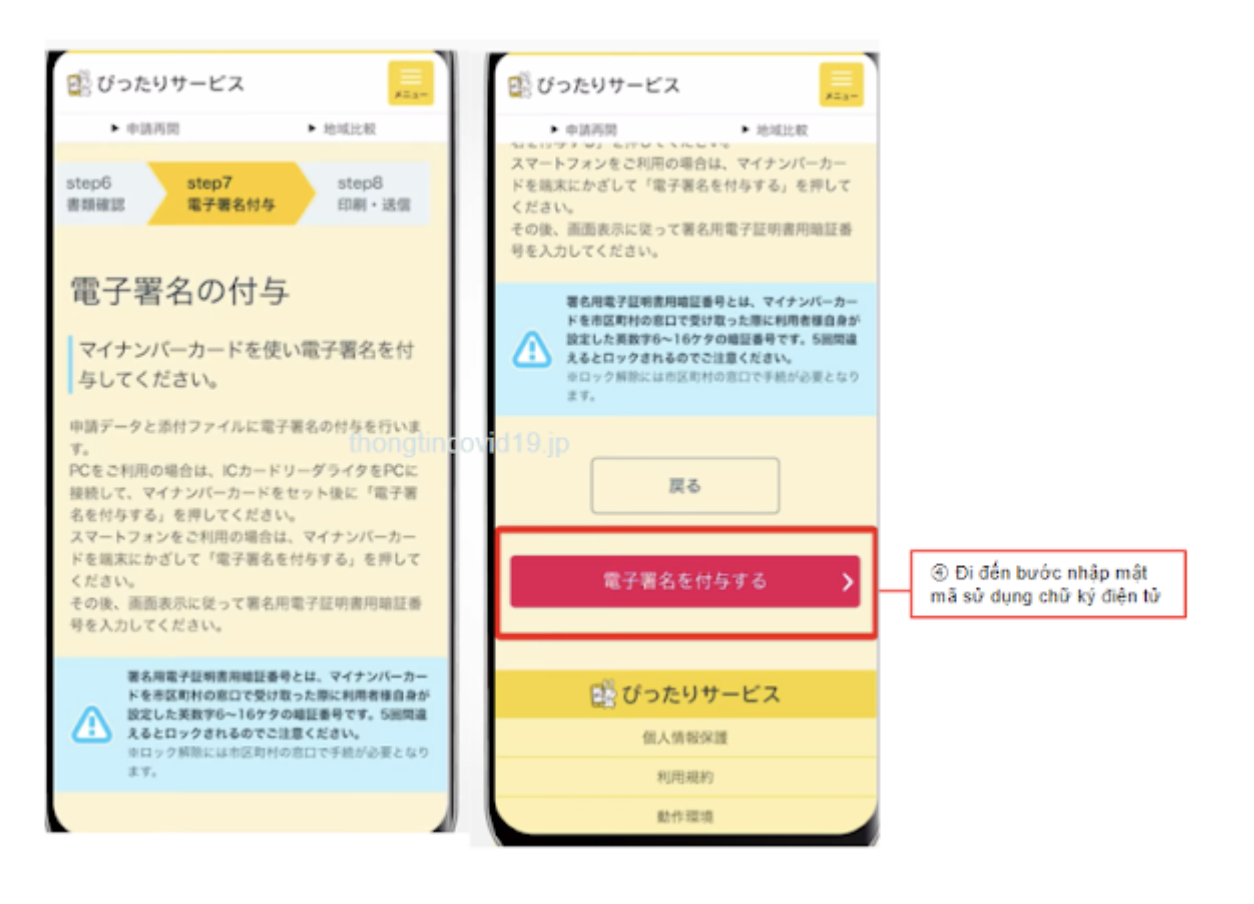 ぴったりサービス
メニュー
▶ 申請再開
▶ 地域比較
step6
書類確認
step7
電子署名付与
step8
印刷・送信
電子署名の付与
マイナンバーカードを使い電子署名を付
与してください。
申請データと添付ファイルに電子署名の付与を行いま
す。
PCをご利用の場合は、ICカードリーダライタをPCに
接続して、マイナンバーカードをセット後に「電子署
名を付与する」を押してください。
スマートフォンをご利用の場合は、マイナンバーカー
ドを端末にかざして「電子署名を付与する」を押して
ください。
その後、画面表示に従って署名用電子証明書用暗証番
号を入力してください。
署名用電子証明書用暗証番号とは、マイナンバーカー
ドを市区町村の窓口で受け取った際に利用者様自身が
設定した英数字6〜16ケタの暗証番号です。5回間違
えるとロックされるのでご注意ください。
※ロック解除には市区町村の窓口で手続が必要となり
ます。
ぴったりサービス
メニュー
▶ 申請再開
▶ 地域比較
名を付与する」を押してください。
スマートフォンをご利用の場合は、マイナンバーカー
ドを端末にかざして「電子署名を付与する」を押して
ください。
その後、画面表示に従って署名用電子証明書用暗証番
号を入力してください。
署名用電子証明書用暗証番号とは、マイナンバーカー
ドを市区町村の窓口で受け取った際に利用者様自身が
設定した英数字6〜16ケタの暗証番号です。5回間違
えるとロックされるのでご注意ください。
※ロック解除には市区町村の窓口で手続が必要となり
ます。
thongtincovid19.jp
戻る
電子署名を付与する
④ Đi đến bước nhập mật
mã sử dụng chữ ký điện tử
ぴったりサービス
個人情報保護
利用規約
動作環境